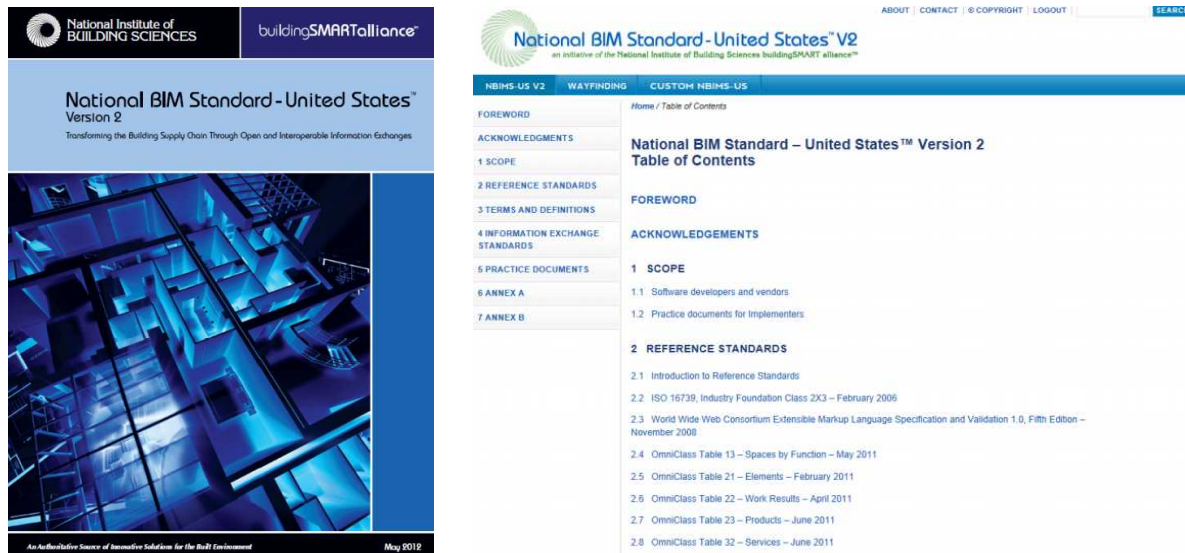 National Institute of
BUILDING SCIENCES
buildingSMARTalliance™
National BIM Standard - United States™
Version 2
Transforming the Building Supply Chain Through Open and Interoperable Information Exchanges
An Authoritative Source of Innovative Solutions for the Built Environment
May 2012
ABOUT | CONTACT | © COPYRIGHT | LOGOUT |
SEARCH
National BIM Standard - United States™ V2
an initiative of the National Institute of Building Sciences buildingSMART alliance™
NBIMS-US V2 WAYFINDING CUSTOM NBIMS-US
FOREWORD
ACKNOWLEDGMENTS
1 SCOPE
2 REFERENCE STANDARDS
3 TERMS AND DEFINITIONS
4 INFORMATION EXCHANGE
STANDARDS
5 PRACTICE DOCUMENTS
6 ANNEX A
7 ANNEX B
Home / Table of Contents
National BIM Standard – United States™ Version 2
Table of Contents
FOREWORD
ACKNOWLEDGEMENTS
1 SCOPE
1.1 Software developers and vendors
1.2 Practice documents for Implementers
2 REFERENCE STANDARDS
2.1 Introduction to Reference Standards
2.2 ISO 16739, Industry Foundation Class 2X3 – February 2006
2.3 World Wide Web Consortium Extensible Markup Language Specification and Validation 1.0, Fifth Edition –
November 2008
2.4 OmniClass Table 13 – Spaces by Function – May 2011
2.5 OmniClass Table 21 – Elements – February 2011
2.6 OmniClass Table 22 – Work Results – April 2011
2.7 OmniClass Table 23 – Products – June 2011
2.8 OmniClass Table 32 – Services – June 2011